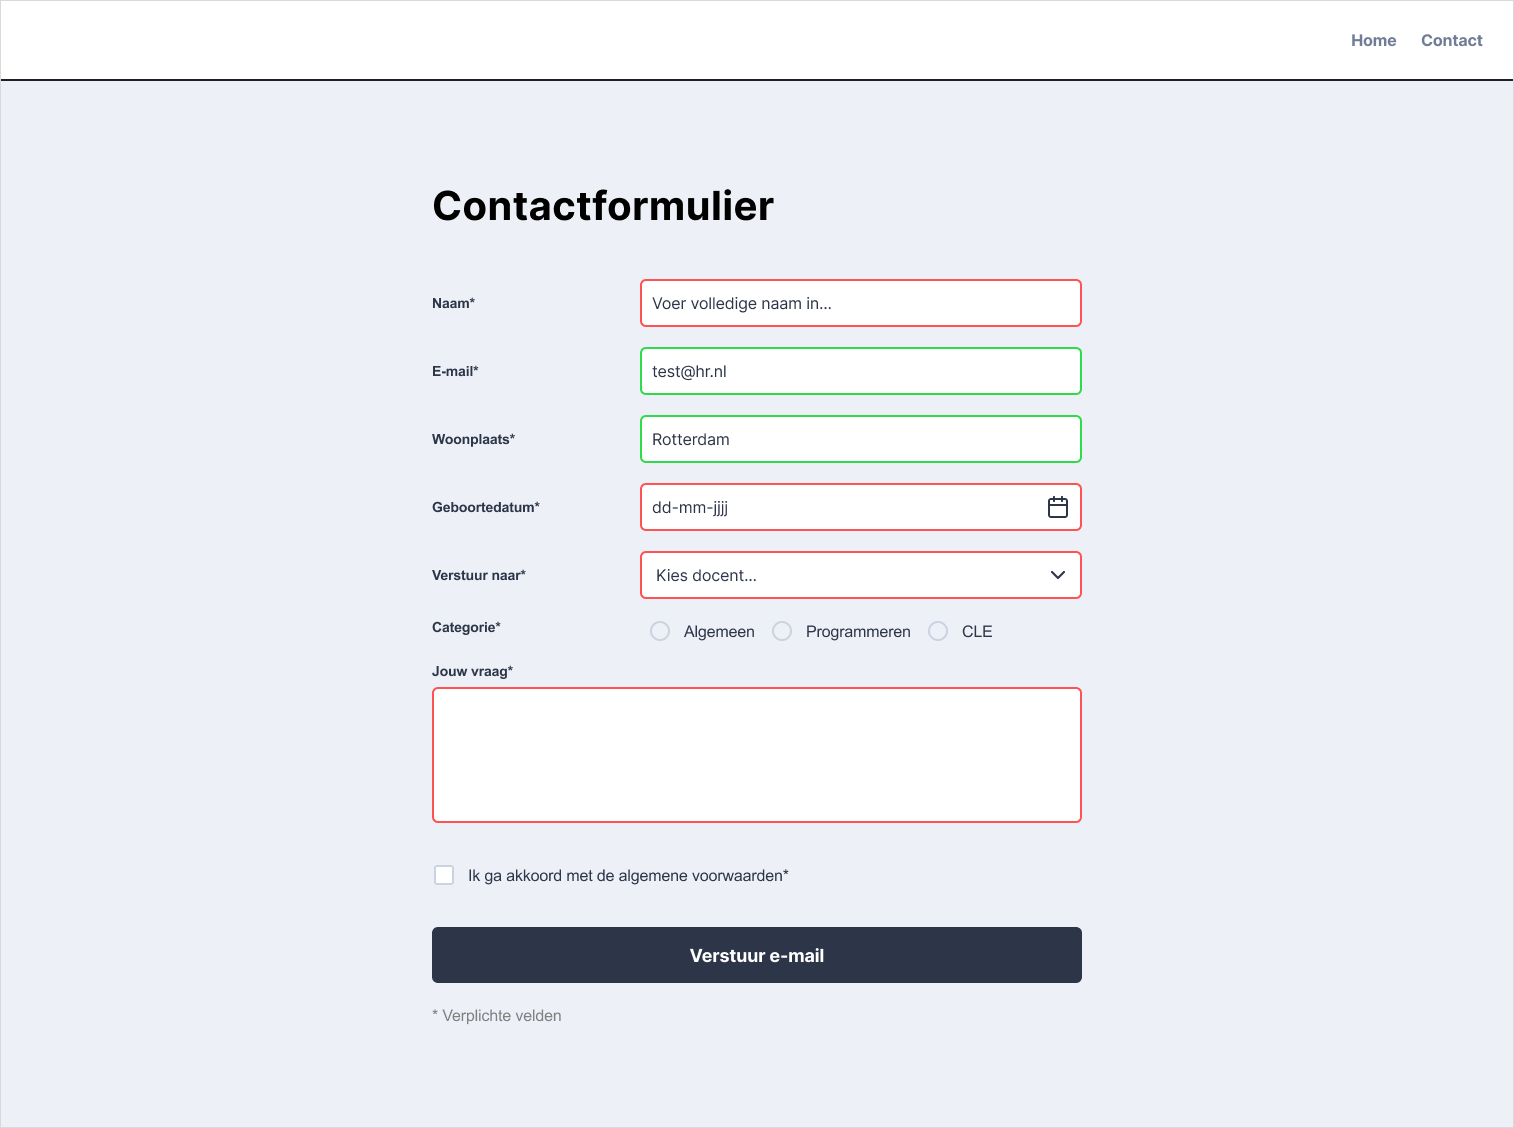 Home Contact
Contactformulier
Naam*
Voer volledige naam in...
E-mail*
test@hr.nl
Woonplaats*
Rotterdam
Geboortedatum*
dd-mm-jjjj
Verstuur naar*
Kies docent...
Categorie*
Algemeen Programmeren CLE
Jouw vraag*
Ik ga akkoord met de algemene voorwaarden*
Verstuur e-mail
* Verplichte velden